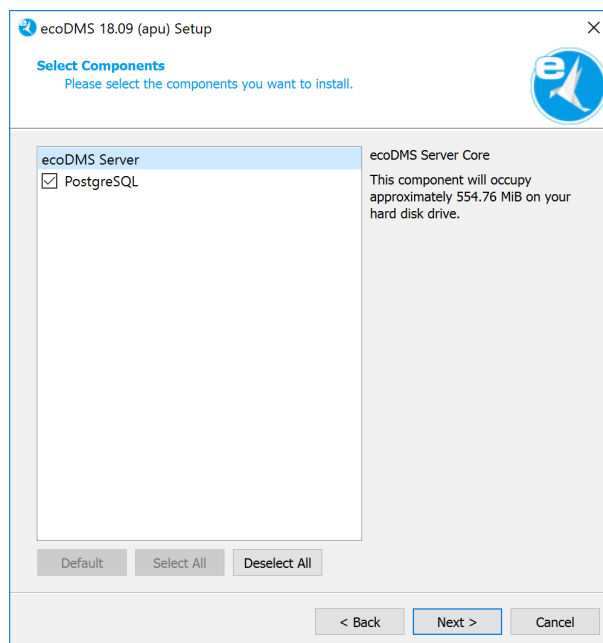 ecoDMS 18.09 (apu) Setup
Select Components
Please select the components you want to install.
e
ecoDMS Server
PostgreSQL
ecoDMS Server Core
This component will occupy
approximately 554.76 MiB on your
hard disk drive.
Default
Select All
Deselect All
< Back
Next >
Cancel